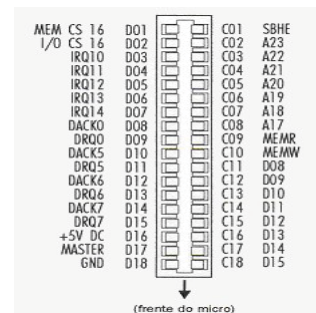 MEM CS 16 D01 C01 SBHE
I/O CS 16 D02 C02 A23
IRQ10 D03 C03 A22
IRQ11 D04 C04 A21
IRQ12 D05 C05 A20
IRQ13 D06 C06 A19
IRQ14 D07 C07 A18
DACK0 D08 C08 A17
DRQ0 D09 C09 MEMR
DACK5 D10 C10 MEMW
DRQ5 D11 C11 D08
DACK6 D12 C12 D09
DRQ6 D13 C13 D10
DACK7 D14 C14 D11
DRQ7 D15 C15 D12
+5V DC D16 C16 D13
MASTER D17 C17 D14
GND D18 C18 D15
(frente do micro)